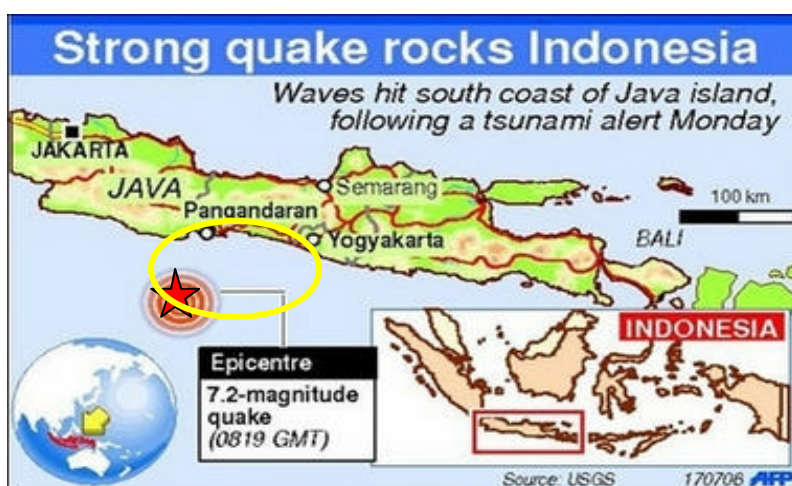 Strong quake rocks Indonesia
Waves hit south coast of Java island,
following a tsunami alert Monday
JAKARTA
JAVA
Semarang
Pangandaran
Yogyakarta
100 km
BALI
INDONESIA
Epicentre
7.2-magnitude
quake
(0819 GMT)
Source: USGS
170706 AFP